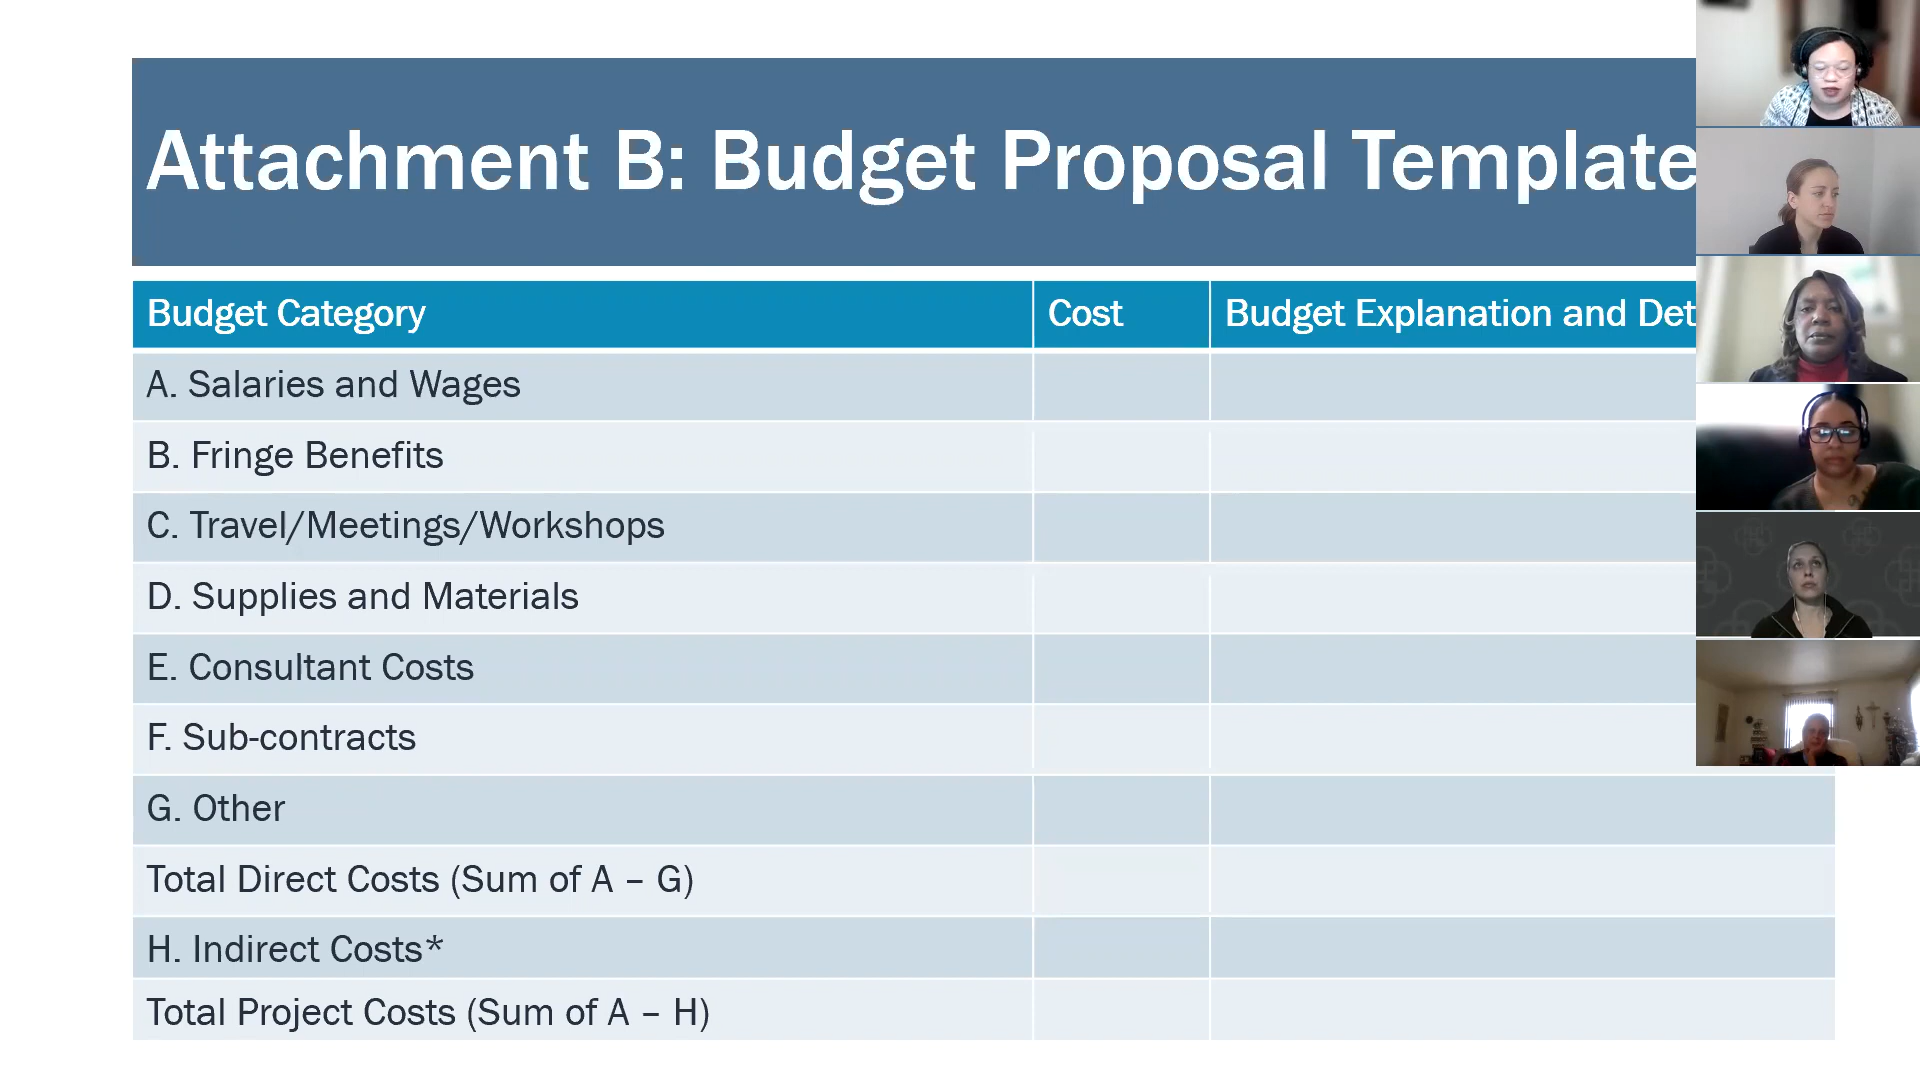 Attachment B: Budget Proposal Template
Budget Category Cost Budget Explanation and Det
A. Salaries and Wages
B. Fringe Benefits
C. Travel/Meetings/Workshops
D. Supplies and Materials
E. Consultant Costs
F. Sub-contracts
G. Other
Total Direct Costs (Sum of A – G)
H. Indirect Costs*
Total Project Costs (Sum of A – H)